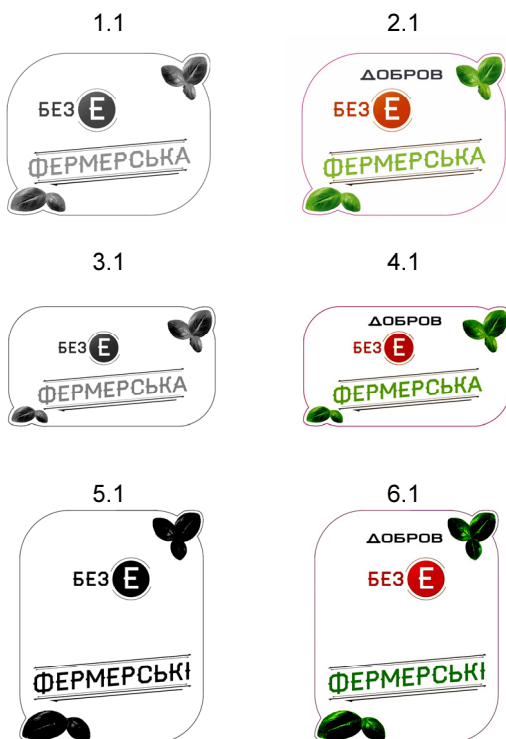 1.1
БЕЗ E
ФЕРМЕРСЬКА
2.1
ДОБРОВ
БЕЗ E
ФЕРМЕРСЬКА
3.1
БЕЗ E
ФЕРМЕРСЬКА
4.1
ДОБРОВ
БЕЗ E
ФЕРМЕРСЬКА
5.1
БЕЗ E
ФЕРМЕРСЬКІ
6.1
ДОБРОВ
БЕЗ E
ФЕРМЕРСЬКІ